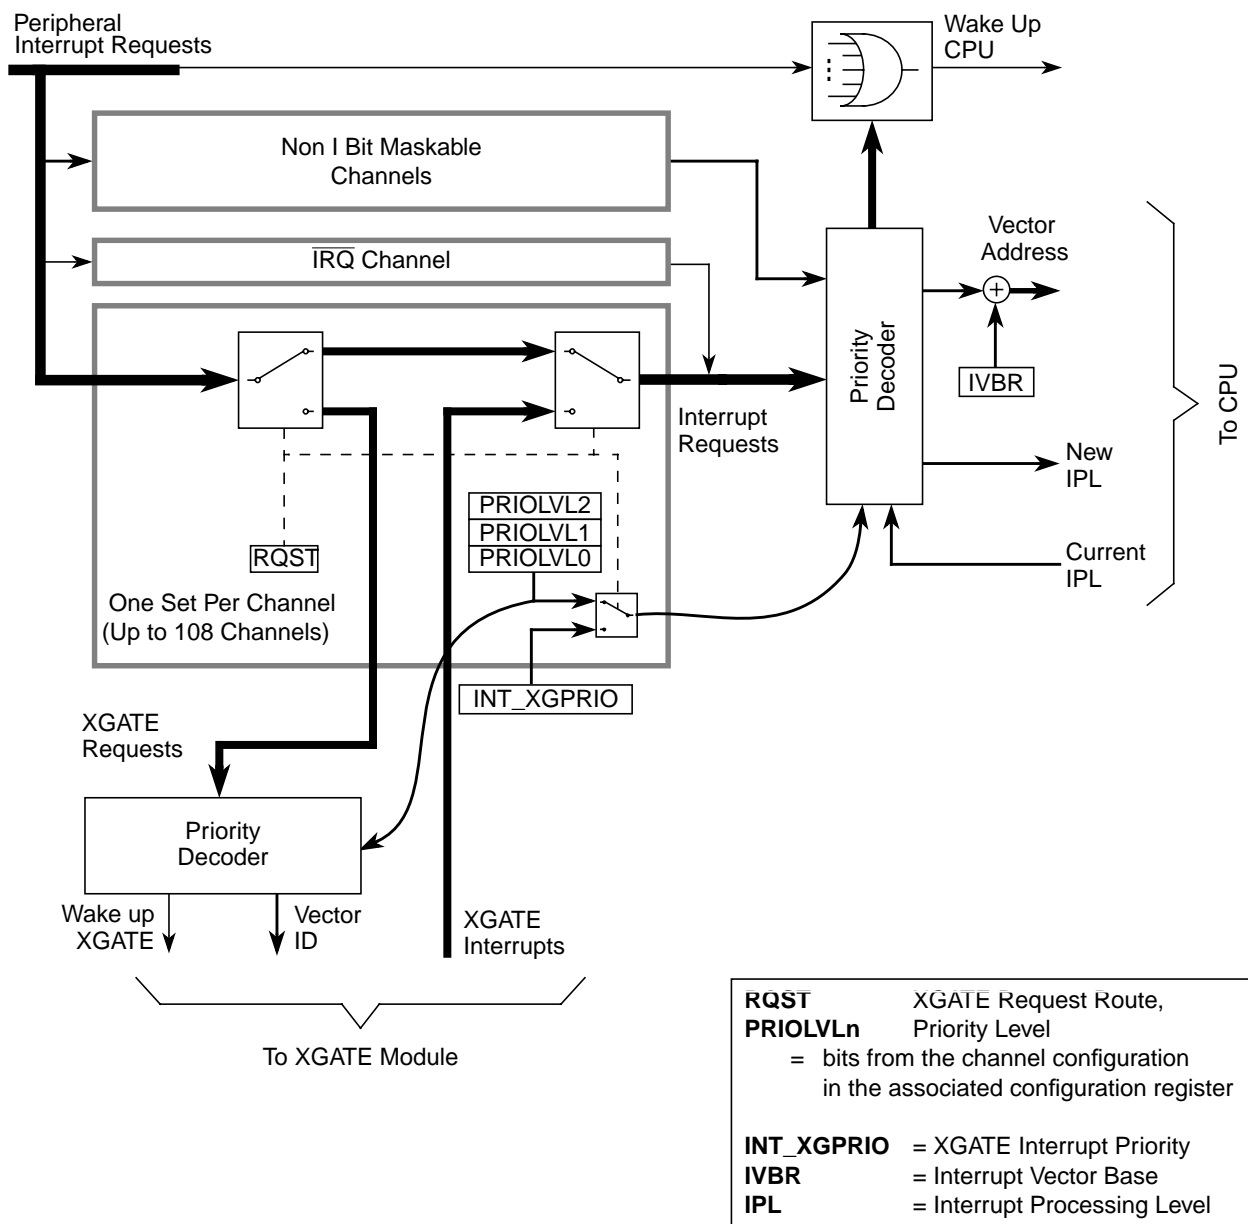 Peripheral
Interrupt Requests
Wake Up
CPU
Non I Bit Maskable
Channels
IRQ Channel
Vector
Address
Priority
Decoder
IVBR
To CPU
Interrupt
Requests
New
IPL
PRIOLVL2
PRIOLVL1
PRIOLVL0
RQST
Current
IPL
One Set Per Channel
(Up to 108 Channels)
INT_XGPRIO
XGATE
Requests
Priority
Decoder
Wake up
XGATE
Vector
ID
XGATE
Interrupts
To XGATE Module
RQST XGATE Request Route,
PRIOLVLn Priority Level
= bits from the channel configuration
in the associated configuration register
INT_XGPRIO = XGATE Interrupt Priority
IVBR = Interrupt Vector Base
IPL = Interrupt Processing Level